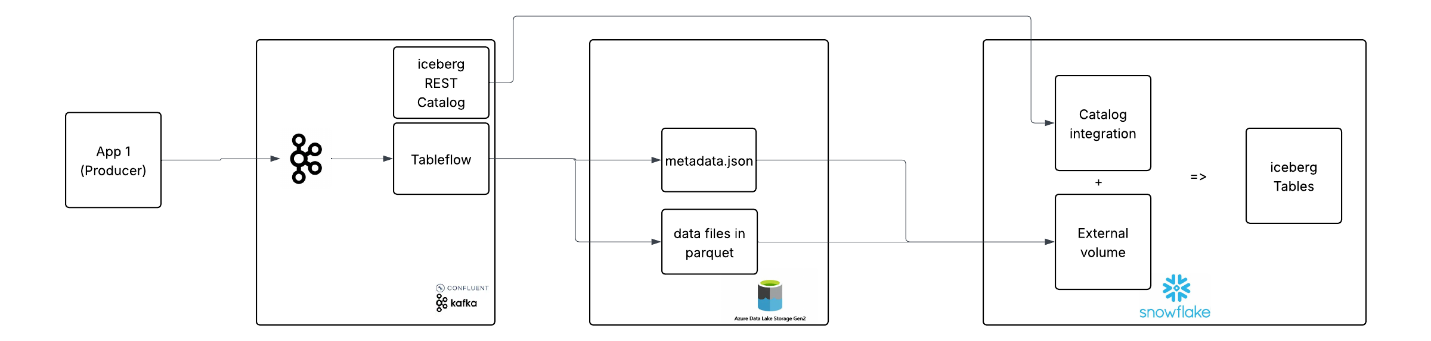 App 1
(Producer)
iceberg
REST
Catalog
Tableflow
CONFLUENT
kafka
metadata.json
data files in
parquet
Azure Data Lake Storage Gen2
Catalog
integration
+
External
volume
=>
iceberg
Tables
snowflake